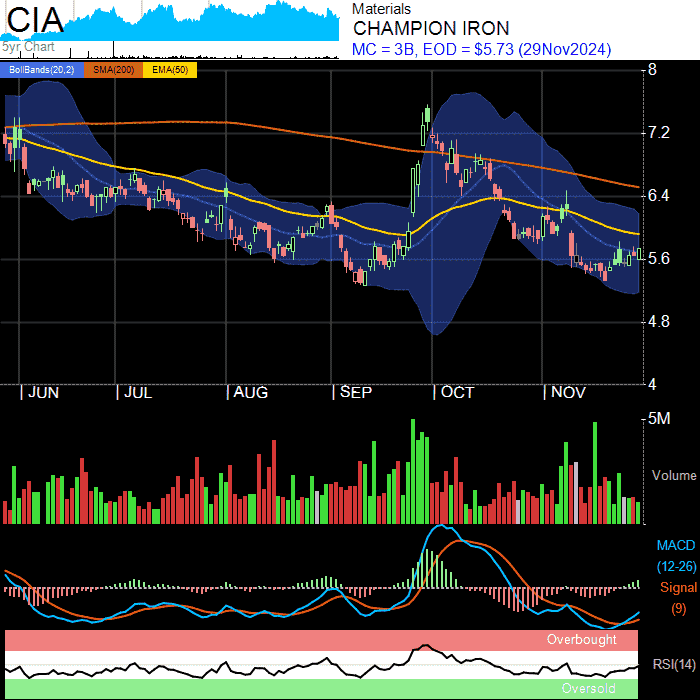 CIA
5yr Chart
Materials
CHAMPION IRON
MC = 3B, EOD = $5.73 (29Nov2024)
BollBands(20,2) SMA(200) EMA(50)
8
7.2
6.4
5.6
4.8
4
JUN JUL AUG SEP OCT NOV
5M
Volume
MACD
(12-26)
Signal
(9)
Overbought
RSI(14)
Oversold